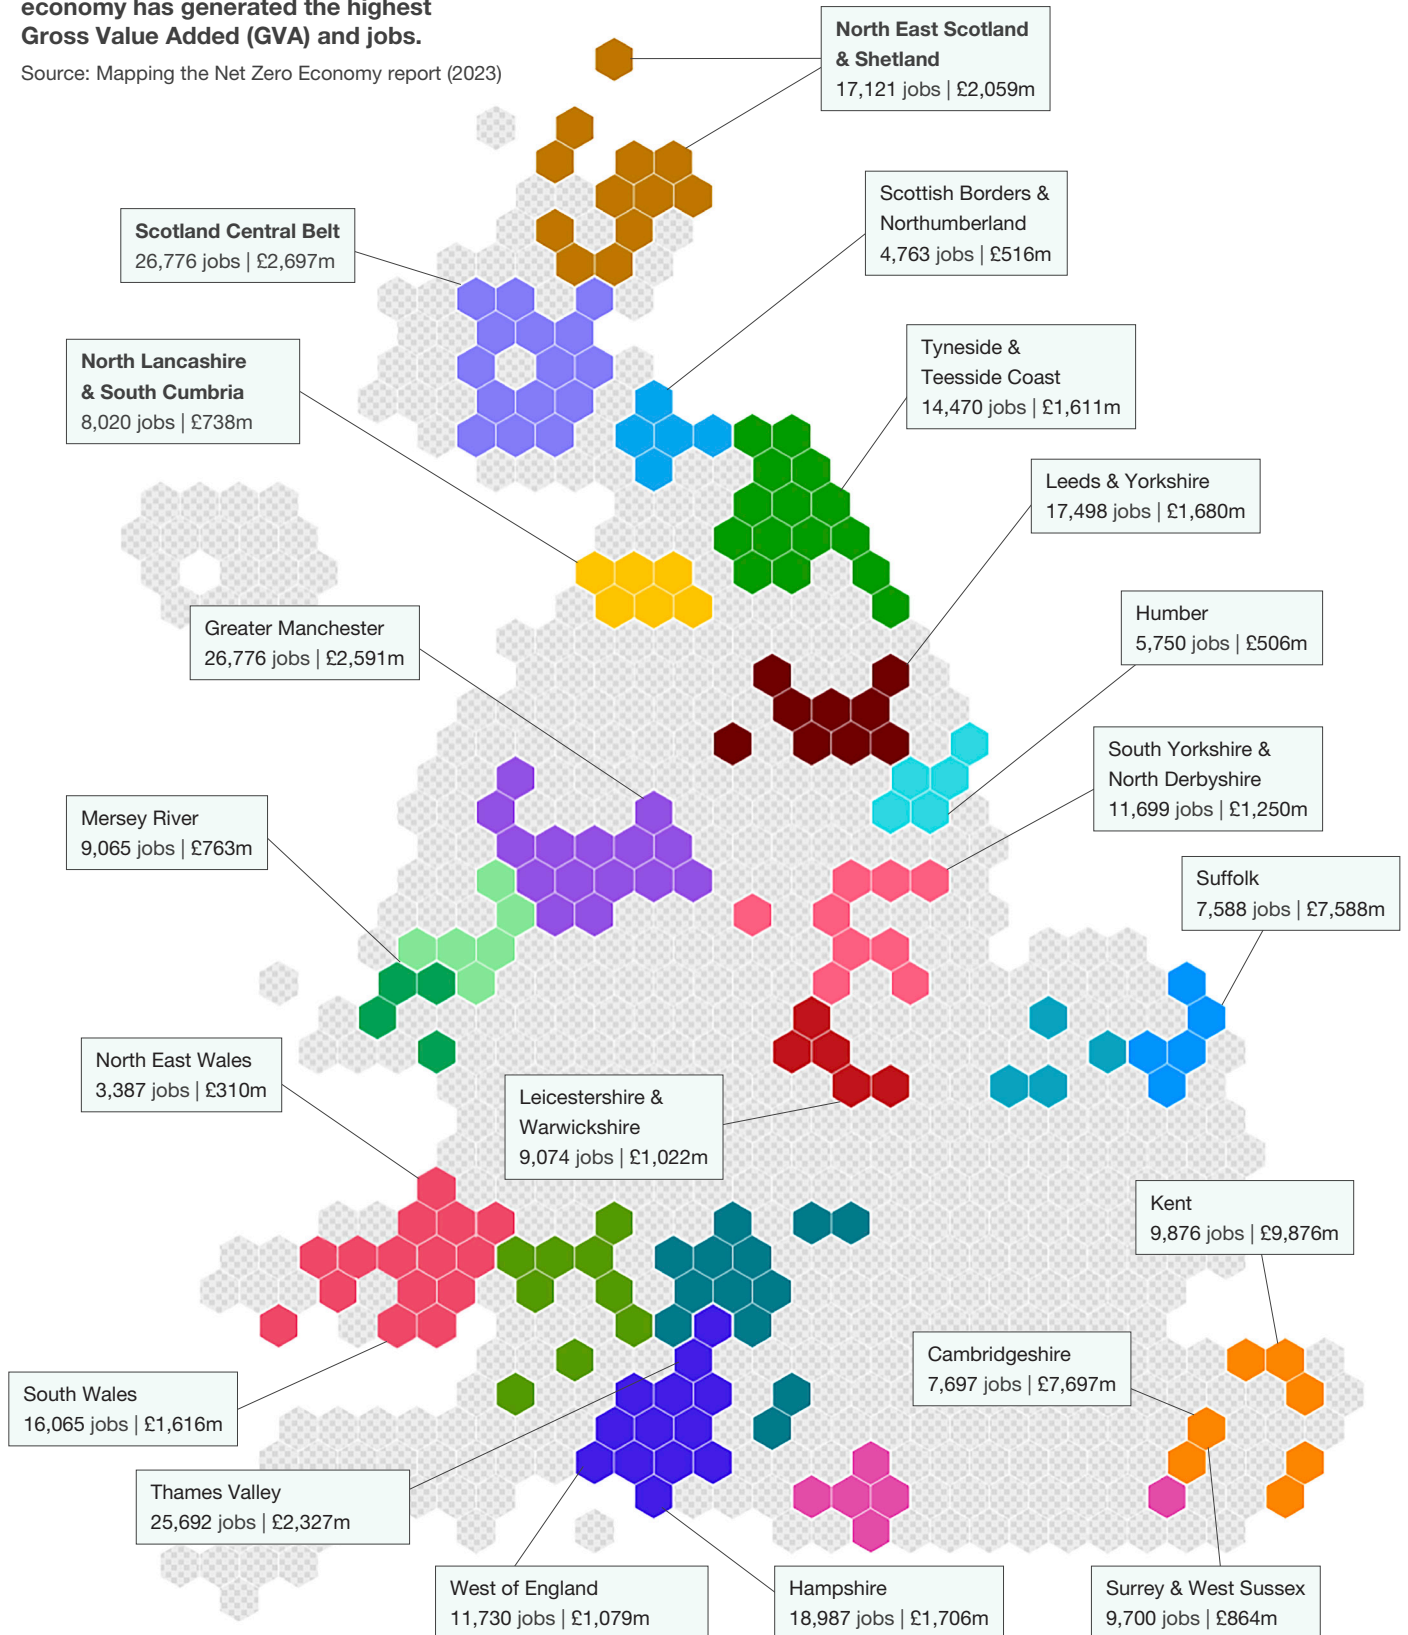 economy has generated the highest
Gross Value Added (GVA) and jobs.
Source: Mapping the Net Zero Economy report (2023)
North East Scotland
& Shetland
17,121 jobs | £2,059m
Scottish Borders &
Northumberland
4,763 jobs | £516m
Scotland Central Belt
26,776 jobs | £2,697m
Tyneside &
Teesside Coast
14,470 jobs | £1,611m
North Lancashire
& South Cumbria
8,020 jobs | £738m
Leeds & Yorkshire
17,498 jobs | £1,680m
Humber
5,750 jobs | £506m
Greater Manchester
26,776 jobs | £2,591m
South Yorkshire &
North Derbyshire
11,699 jobs | £1,250m
Mersey River
9,065 jobs | £763m
Suffolk
7,588 jobs | £7,588m
North East Wales
3,387 jobs | £310m
Leicestershire &
Warwickshire
9,074 jobs | £1,022m
Kent
9,876 jobs | £9,876m
Cambridgeshire
7,697 jobs | £7,697m
South Wales
16,065 jobs | £1,616m
Thames Valley
25,692 jobs | £2,327m
West of England
11,730 jobs | £1,079m
Hampshire
18,987 jobs | £1,706m
Surrey & West Sussex
9,700 jobs | £864m